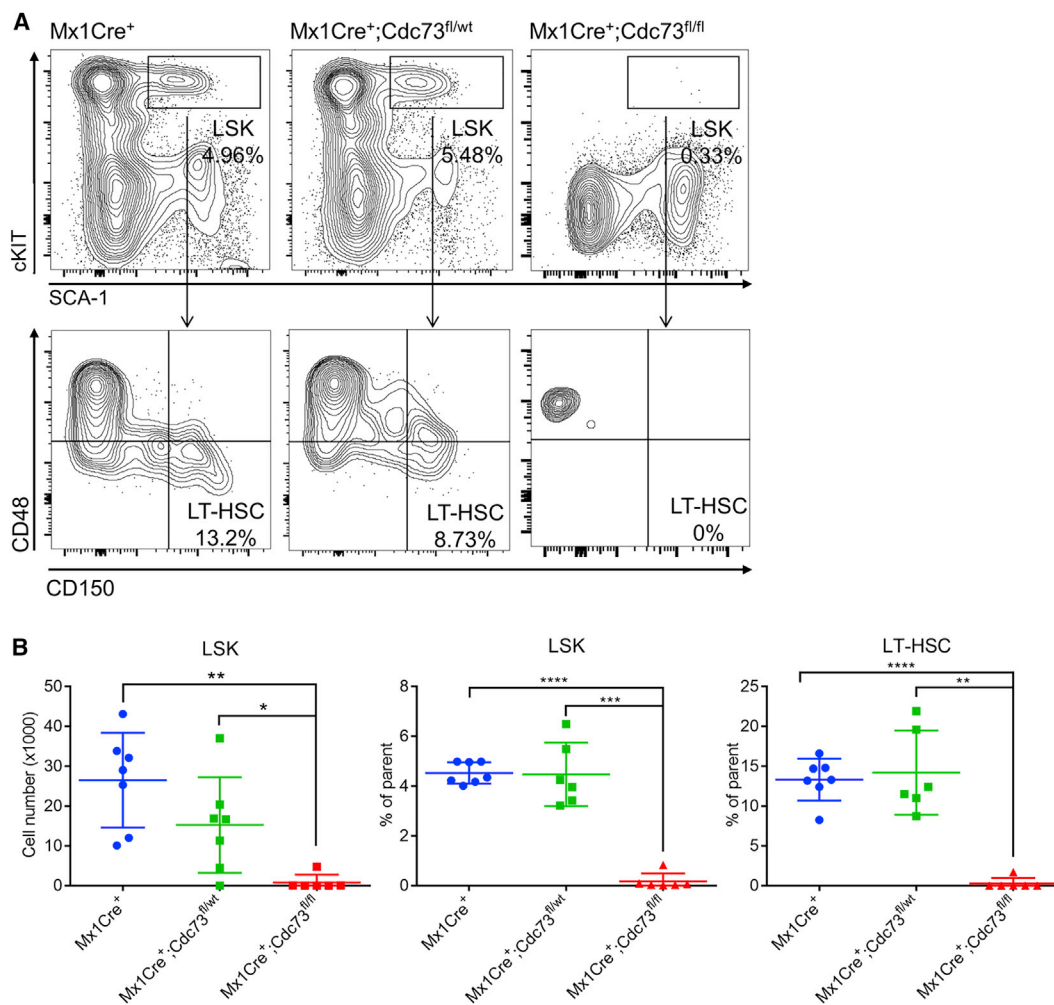 A
Mx1Cre⁺ Mx1Cre⁺;Cdc73ᶠˡ/ʷᵗ Mx1Cre⁺;Cdc73ᶠˡ/ᶠˡ
LSK LSK LSK
4.96% 5.48% 0.33%
cKIT
SCA-1
LT-HSC LT-HSC LT-HSC
13.2% 8.73% 0%
CD48
CD150
B
LSK
Cell number (x1000)
50
40
30
20
10
0
**
*
Mx1Cre⁺
Mx1Cre⁺;Cdc73ᶠˡ/ʷᵗ
Mx1Cre⁺;Cdc73ᶠˡ/ᶠˡ
LSK
% of parent
8
6
4
2
0
****
***
Mx1Cre⁺
Mx1Cre⁺;Cdc73ᶠˡ/ʷᵗ
Mx1Cre⁺;Cdc73ᶠˡ/ᶠˡ
LT-HSC
% of parent
25
20
15
10
5
0
****
**
Mx1Cre⁺
Mx1Cre⁺;Cdc73ᶠˡ/ʷᵗ
Mx1Cre⁺;Cdc73ᶠˡ/ᶠˡ